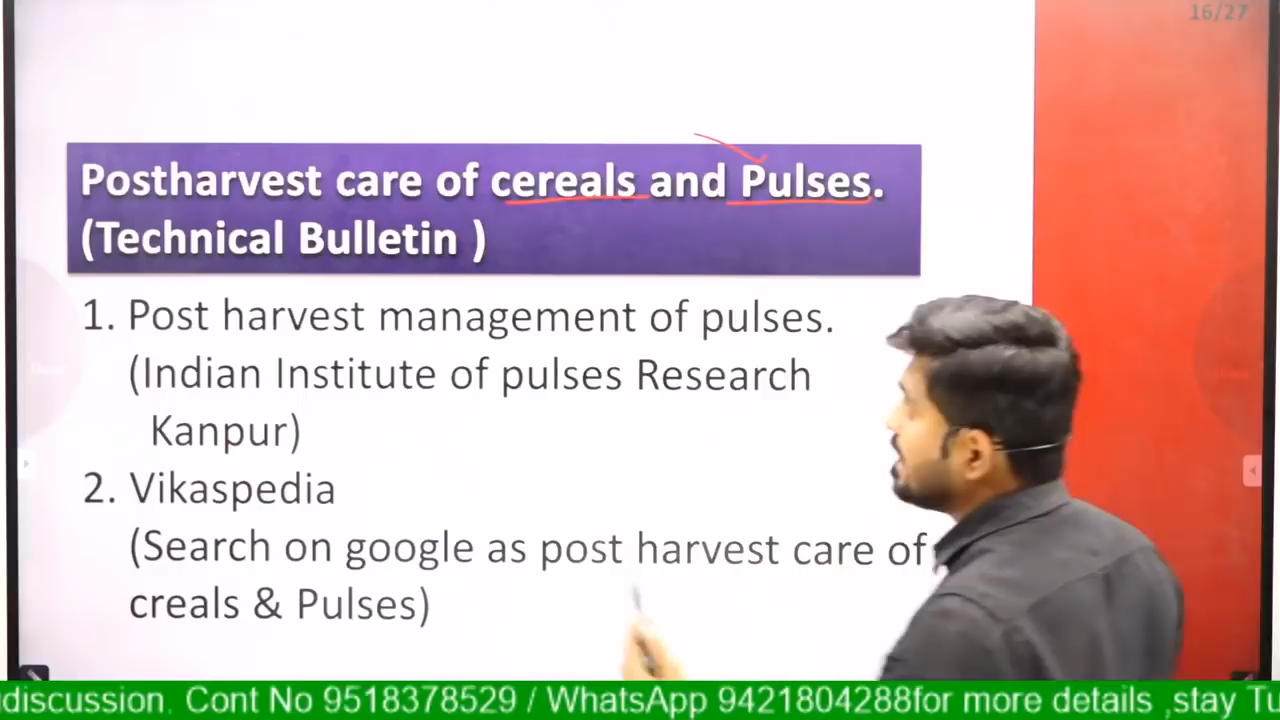 16/27
Postharvest care of cereals and Pulses.
(Technical Bulletin )
1. Post harvest management of pulses.
(Indian Institute of pulses Research
Kanpur)
2. Vikaspedia
(Search on google as post harvest care of
creals & Pulses)
discussion. Cont No 9518378529 / WhatsApp 9421804288for more details ,stay Tu